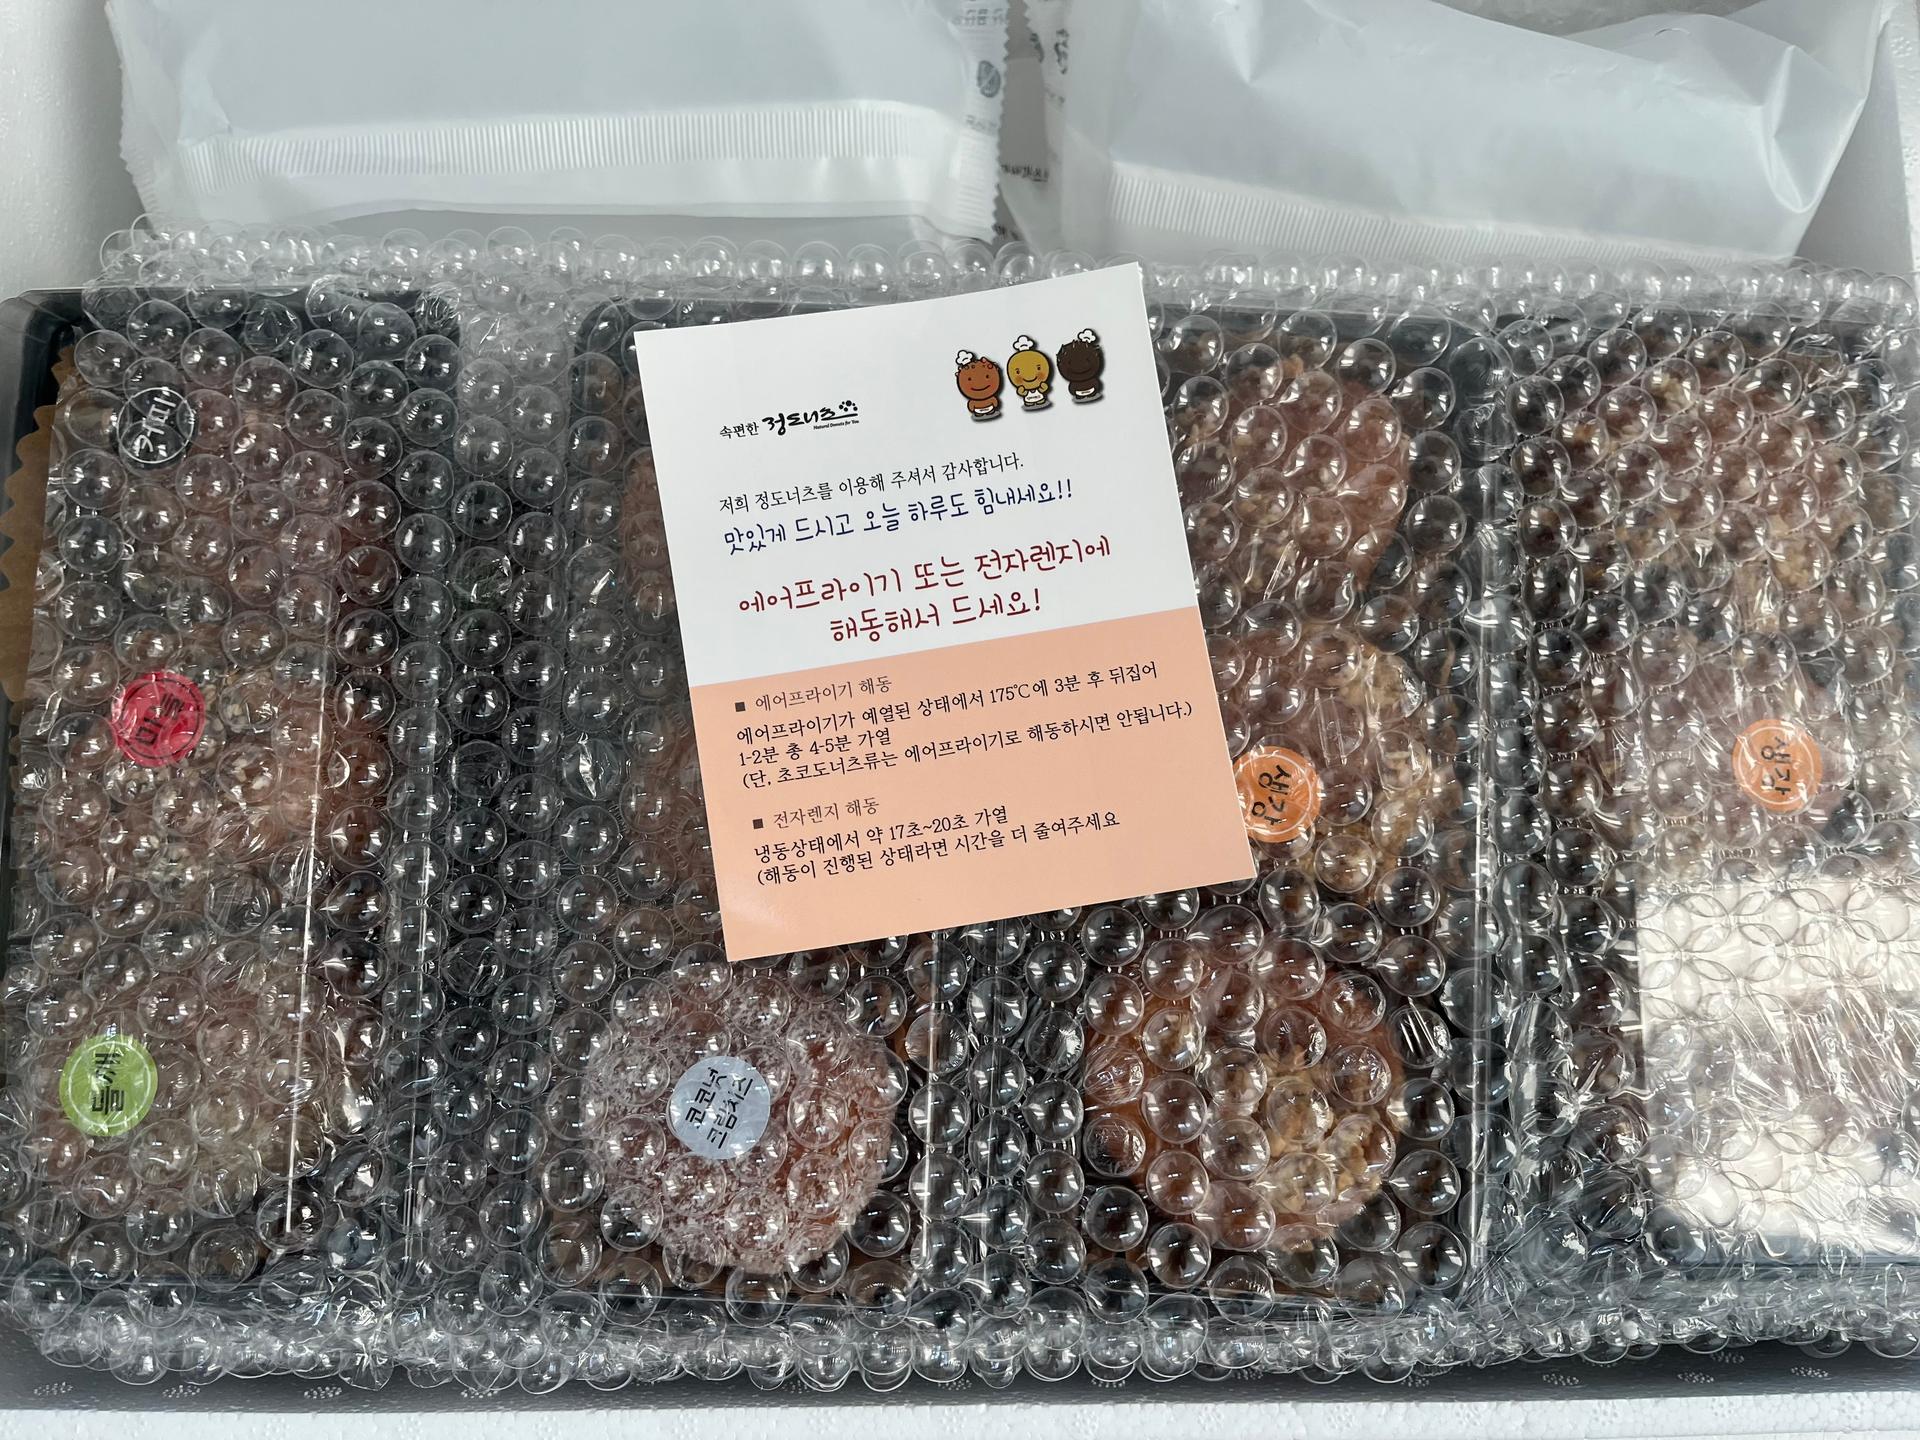 속편한 정도너츠
Natural Donuts for You
저희 정도너츠를 이용해 주셔서 감사합니다.
맛있게 드시고 오늘 하루도 힘내세요!!
에어프라이기 또는 전자렌지에
해동해서 드세요!
■ 에어프라이기 해동
에어프라이기가 예열된 상태에서 175℃에 3분 후 뒤집어
1-2분 총 4-5분 가열
(단, 초코도너츠류는 에어프라이기로 해동하시면 안됩니다.)
■ 전자렌지 해동
냉동상태에서 약 17초~20초 가열
(해동이 진행된 상태라면 시간을 더 줄여주세요
커피
마늘
들깨
코코넛
크림치즈
생강
생강